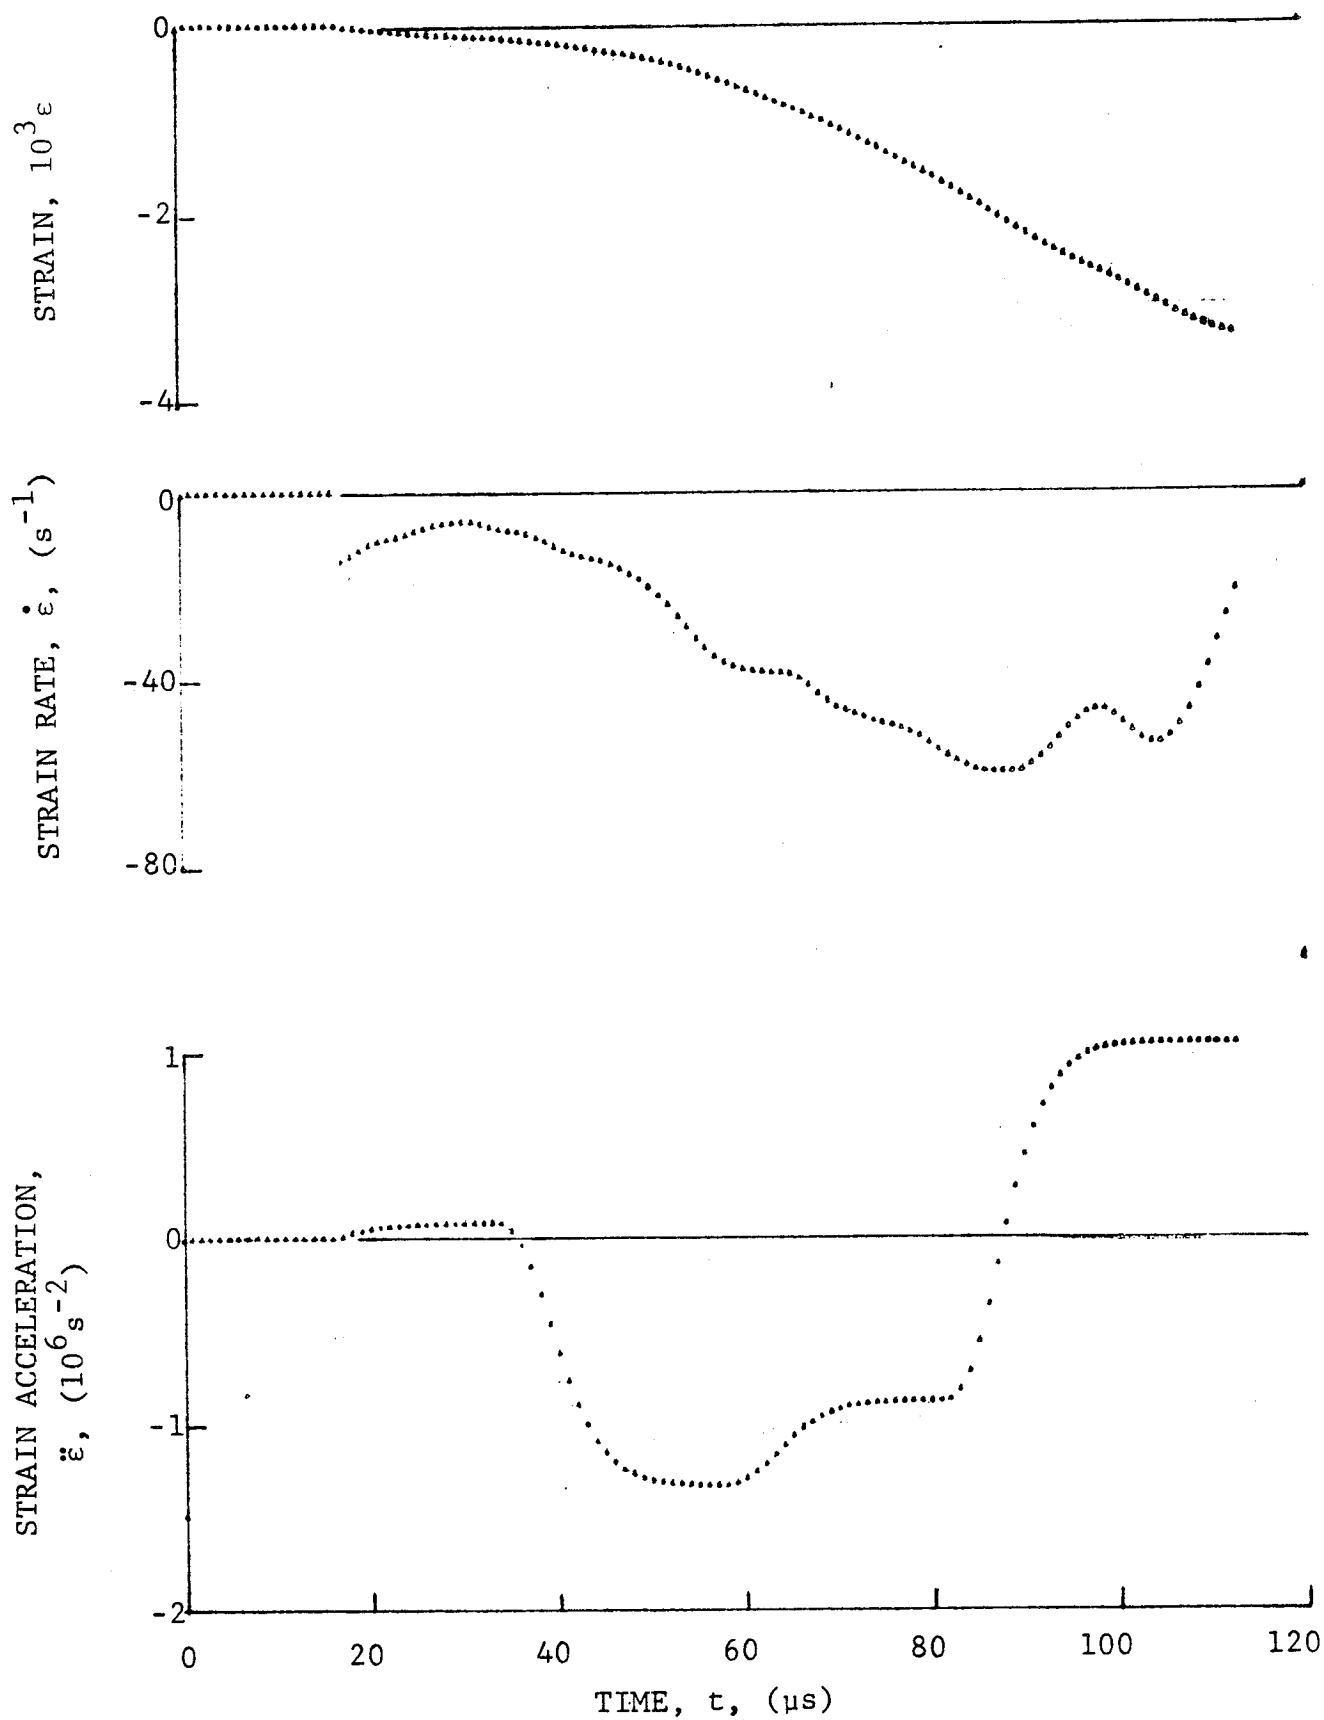 0
-2
-4
STRAIN, 10³ε
0
-40
-80
STRAIN RATE, ε̇, (s⁻¹)
1
0
-1
-2
STRAIN ACCELERATION,
ε̈, (10⁶s⁻²)
0 20 40 60 80 100 120
TIME, t, (μs)